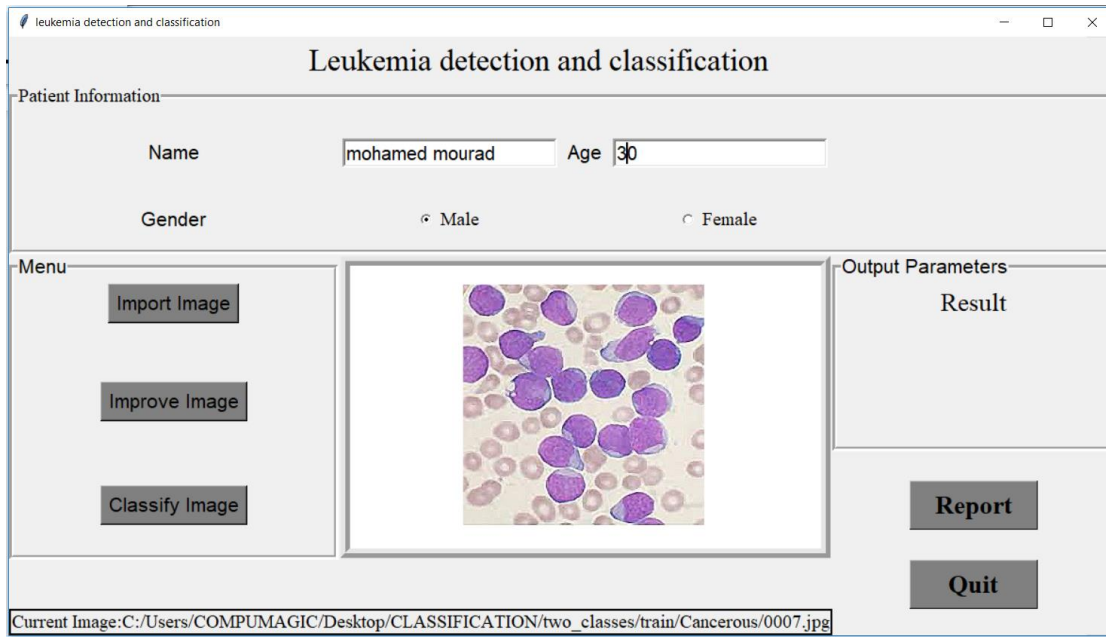 leukemia detection and classification
Leukemia detection and classification
Patient Information
Name mohamed mourad Age 30
Gender Male Female
Menu
Import Image
Improve Image
Classify Image
Output Parameters
Result
Report
Quit
Current Image:C:/Users/COMPUMAGIC/Desktop/CLASSIFICATION/two_classes/train/Cancerous/0007.jpg